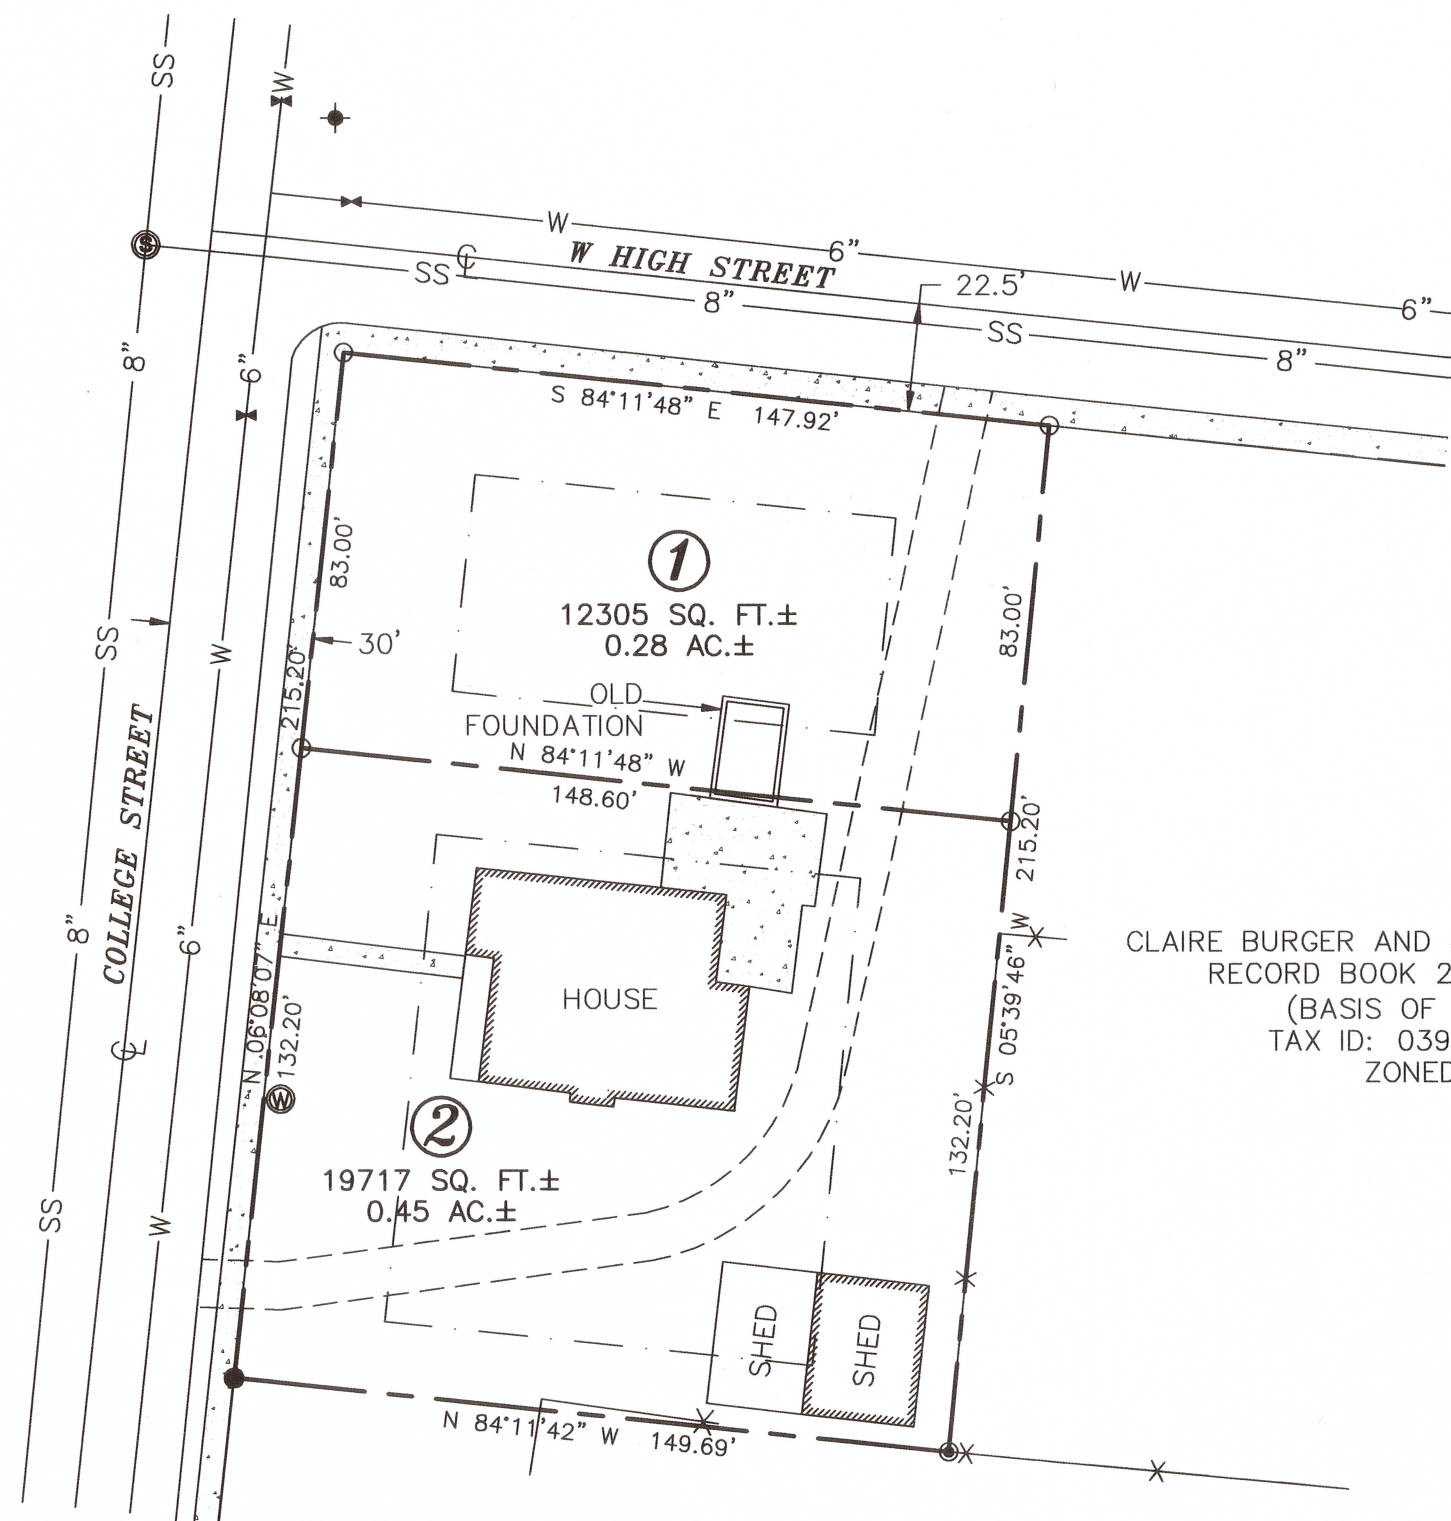 SS
W
W
6”
W HIGH STREET
W
22.5'
SS
8”
6”
SS
8”
S
8”
6”
S 84°11'48” E 147.92'
83.00'
1
12305 SQ. FT.±
0.28 AC.±
83.00'
30'
SS
W
215.20'
OLD
FOUNDATION
N 84°11'48” W
148.60'
COLLEGE STREET
215.20'
8”
6”
N 06°08'07” E
132.20'
HOUSE
S 05°39'46” W
CLAIRE BURGER AND
RECORD BOOK 2
(BASIS OF
TAX ID: 039
ZONED
W
2
132.20'
19717 SQ. FT.±
0.45 AC.±
SS
W
SHED
SHED
N 84°11'42” W 149.69'